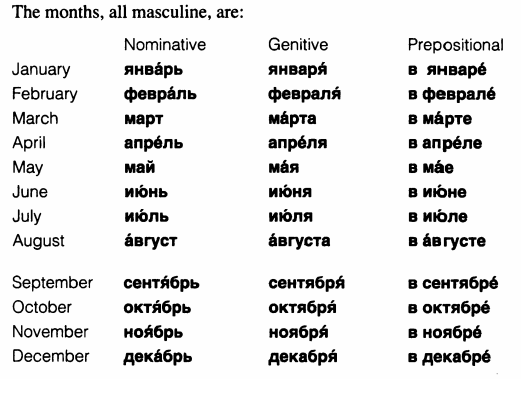 The months, all masculine, are:
Nominative Genitive Prepositional
January янва́рь января́ в январе́
February февра́ль февраля́ в феврале́
March март ма́рта в ма́рте
April апре́ль апре́ля в апре́ле
May май ма́я в ма́е
June ию́нь ию́ня в ию́не
July ию́ль ию́ля в ию́ле
August а́вгуст а́вгуста в а́вгусте
September сентя́брь сентября́ в сентябре́
October октя́брь октября́ в октябре́
November ноя́брь ноября́ в ноябре́
December дека́брь декабря́ в декабре́